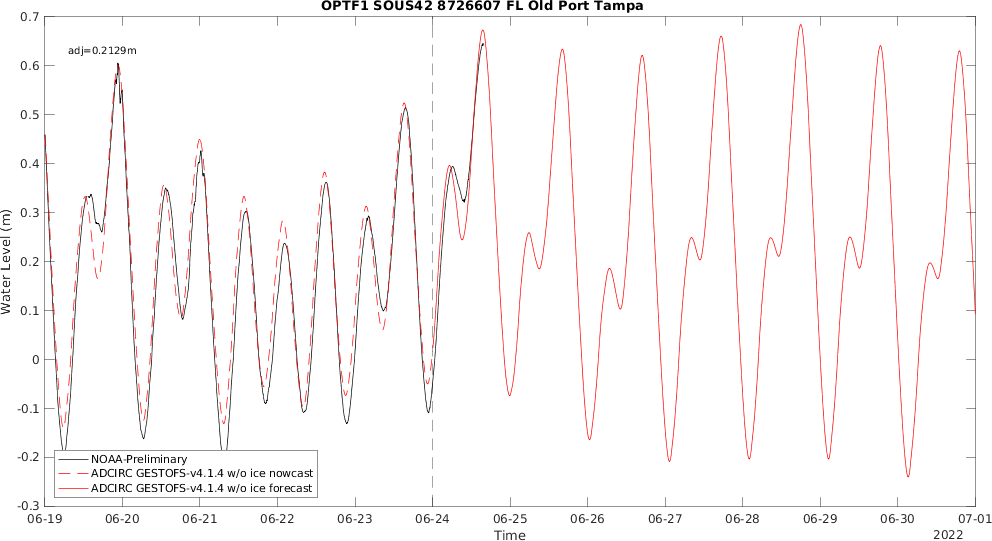 OPTF1 SOUS42 8726607 FL Old Port Tampa
adj=0.2129m
Water Level (m)
0.7
0.6
0.5
0.4
0.3
0.2
0.1
0
-0.1
-0.2
-0.3
NOAA-Preliminary
ADCIRC GESTOFS-v4.1.4 w/o ice nowcast
ADCIRC GESTOFS-v4.1.4 w/o ice forecast
06-19 06-20 06-21 06-22 06-23 06-24 06-25 06-26 06-27 06-28 06-29 06-30 07-01
Time
2022